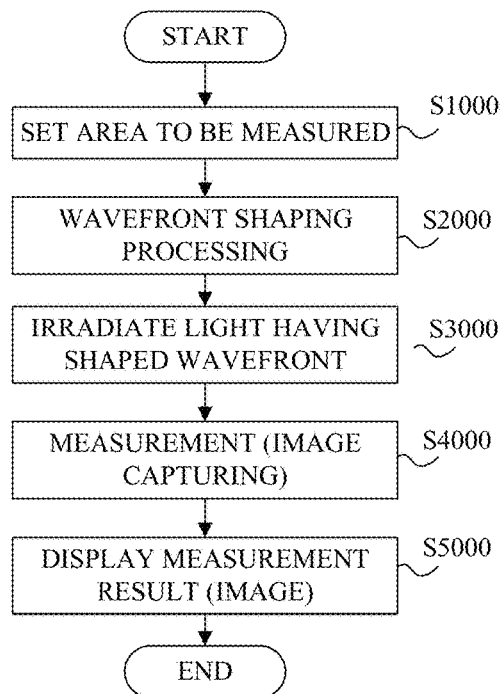 START
S1000
SET AREA TO BE MEASURED
S2000
WAVEFRONT SHAPING
PROCESSING
S3000
IRRADIATE LIGHT HAVING
SHAPED WAVEFRONT
S4000
MEASUREMENT (IMAGE
CAPTURING)
S5000
DISPLAY MEASUREMENT
RESULT (IMAGE)
END